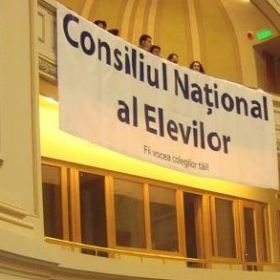 Consiliul Național
al Elevilor
Fii vocea colegilor tăi!